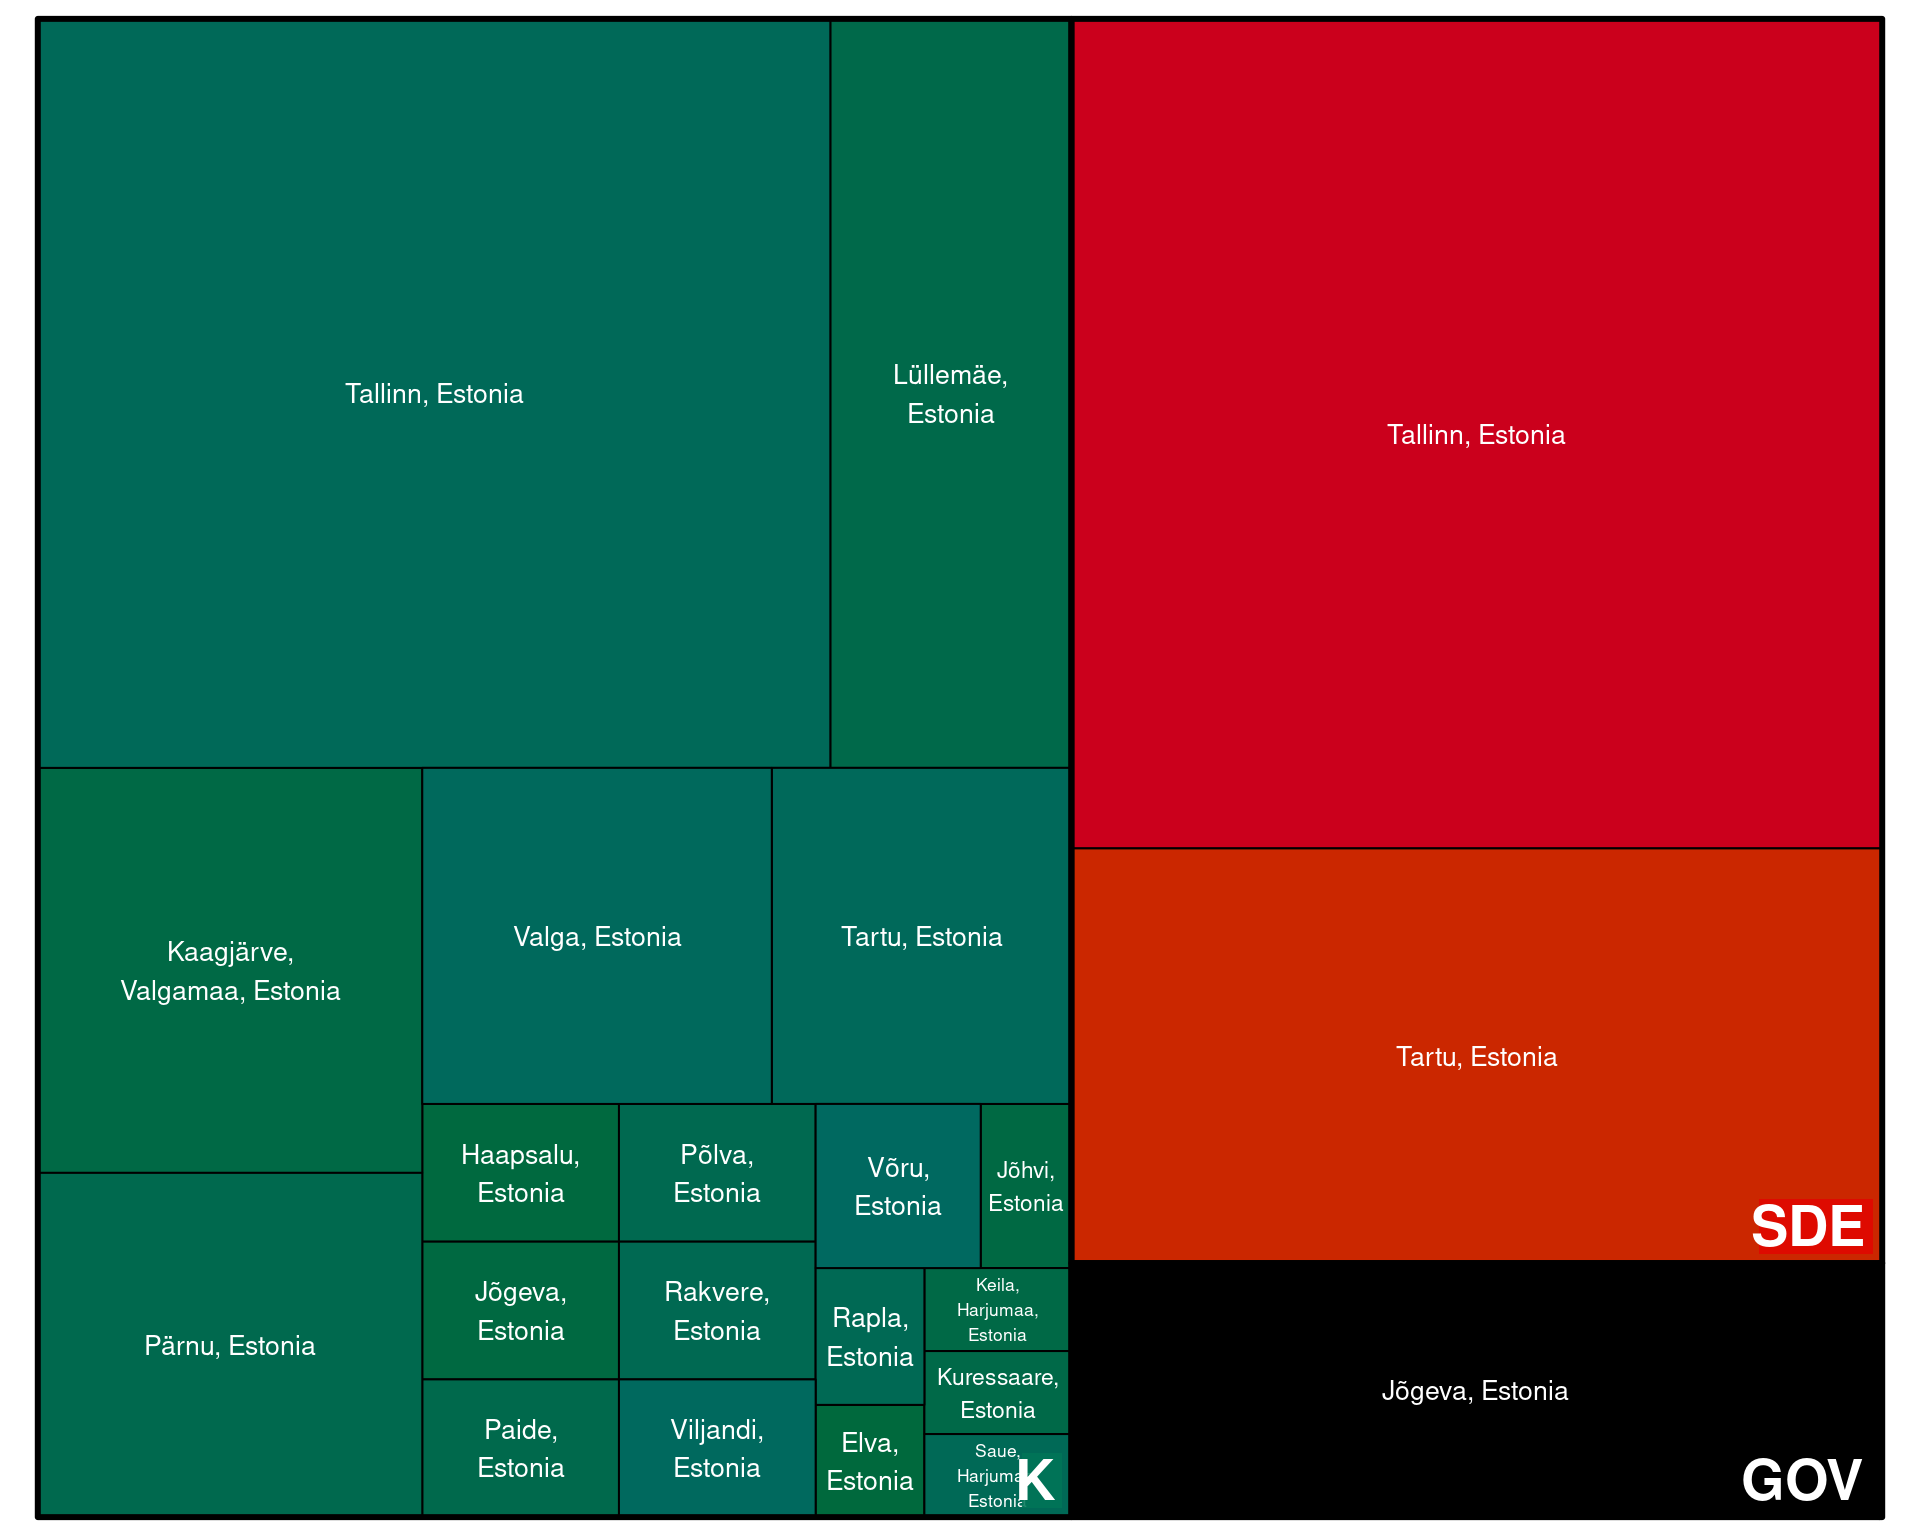 Tallinn, Estonia
Lüllemäe,
Estonia
Tallinn, Estonia
Kaagjärve,
Valgamaa, Estonia
Valga, Estonia
Tartu, Estonia
Tartu, Estonia
Pärnu, Estonia
Haapsalu,
Estonia
Põlva,
Estonia
Võru,
Estonia
Jõhvi,
Estonia
Jõgeva,
Estonia
Rakvere,
Estonia
Rapla,
Estonia
Keila,
Harjumaa,
Estonia
Kuressaare,
Estonia
Paide,
Estonia
Viljandi,
Estonia
Elva,
Estonia
Saue,
Harjumaa,
Estonia
K
SDE
Jõgeva, Estonia
GOV